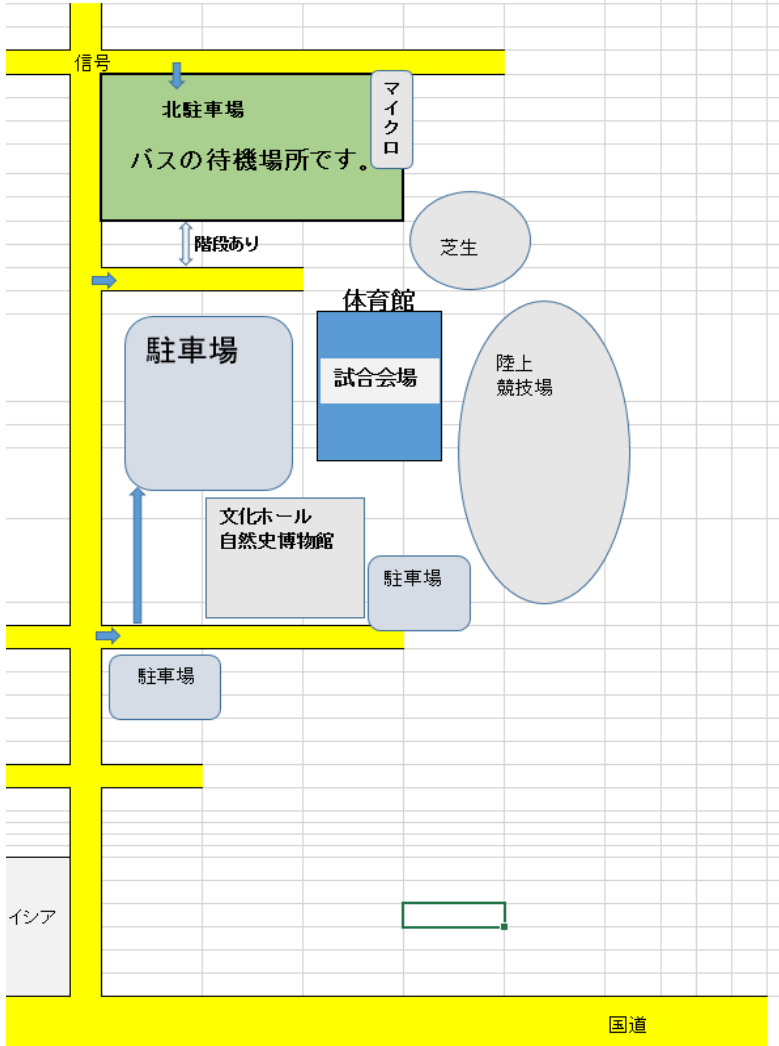 信号
北駐車場
マイクロ
バスの待機場所です。
芝生
階段あり
体育館
駐車場
試合会場
陸上
競技場
文化ホール
自然史博物館
駐車場
駐車場
イシア
国道